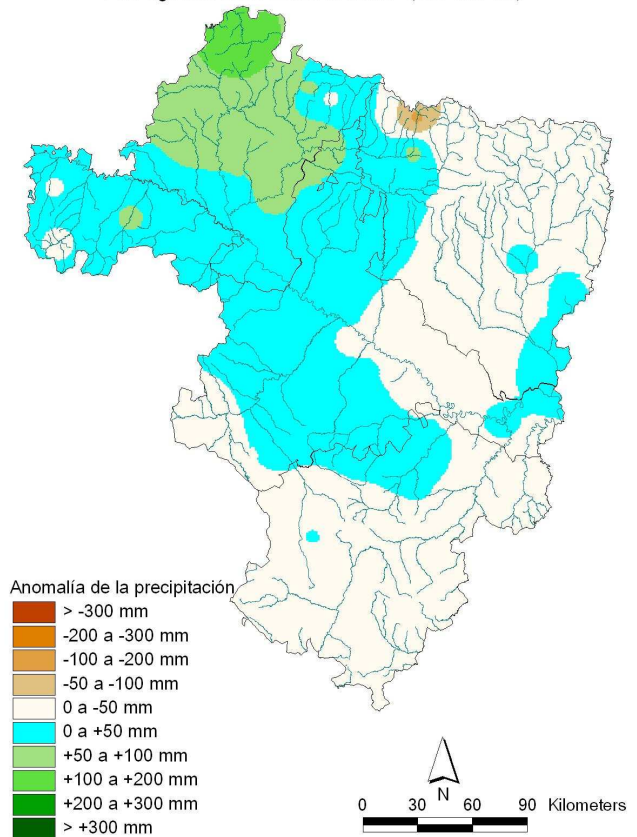 Anomalía de la precipitación
> -300 mm
-200 a -300 mm
-100 a -200 mm
-50 a -100 mm
0 a -50 mm
0 a +50 mm
+50 a +100 mm
+100 a +200 mm
+200 a +300 mm
> +300 mm
N
0 30 60 90 Kilometers